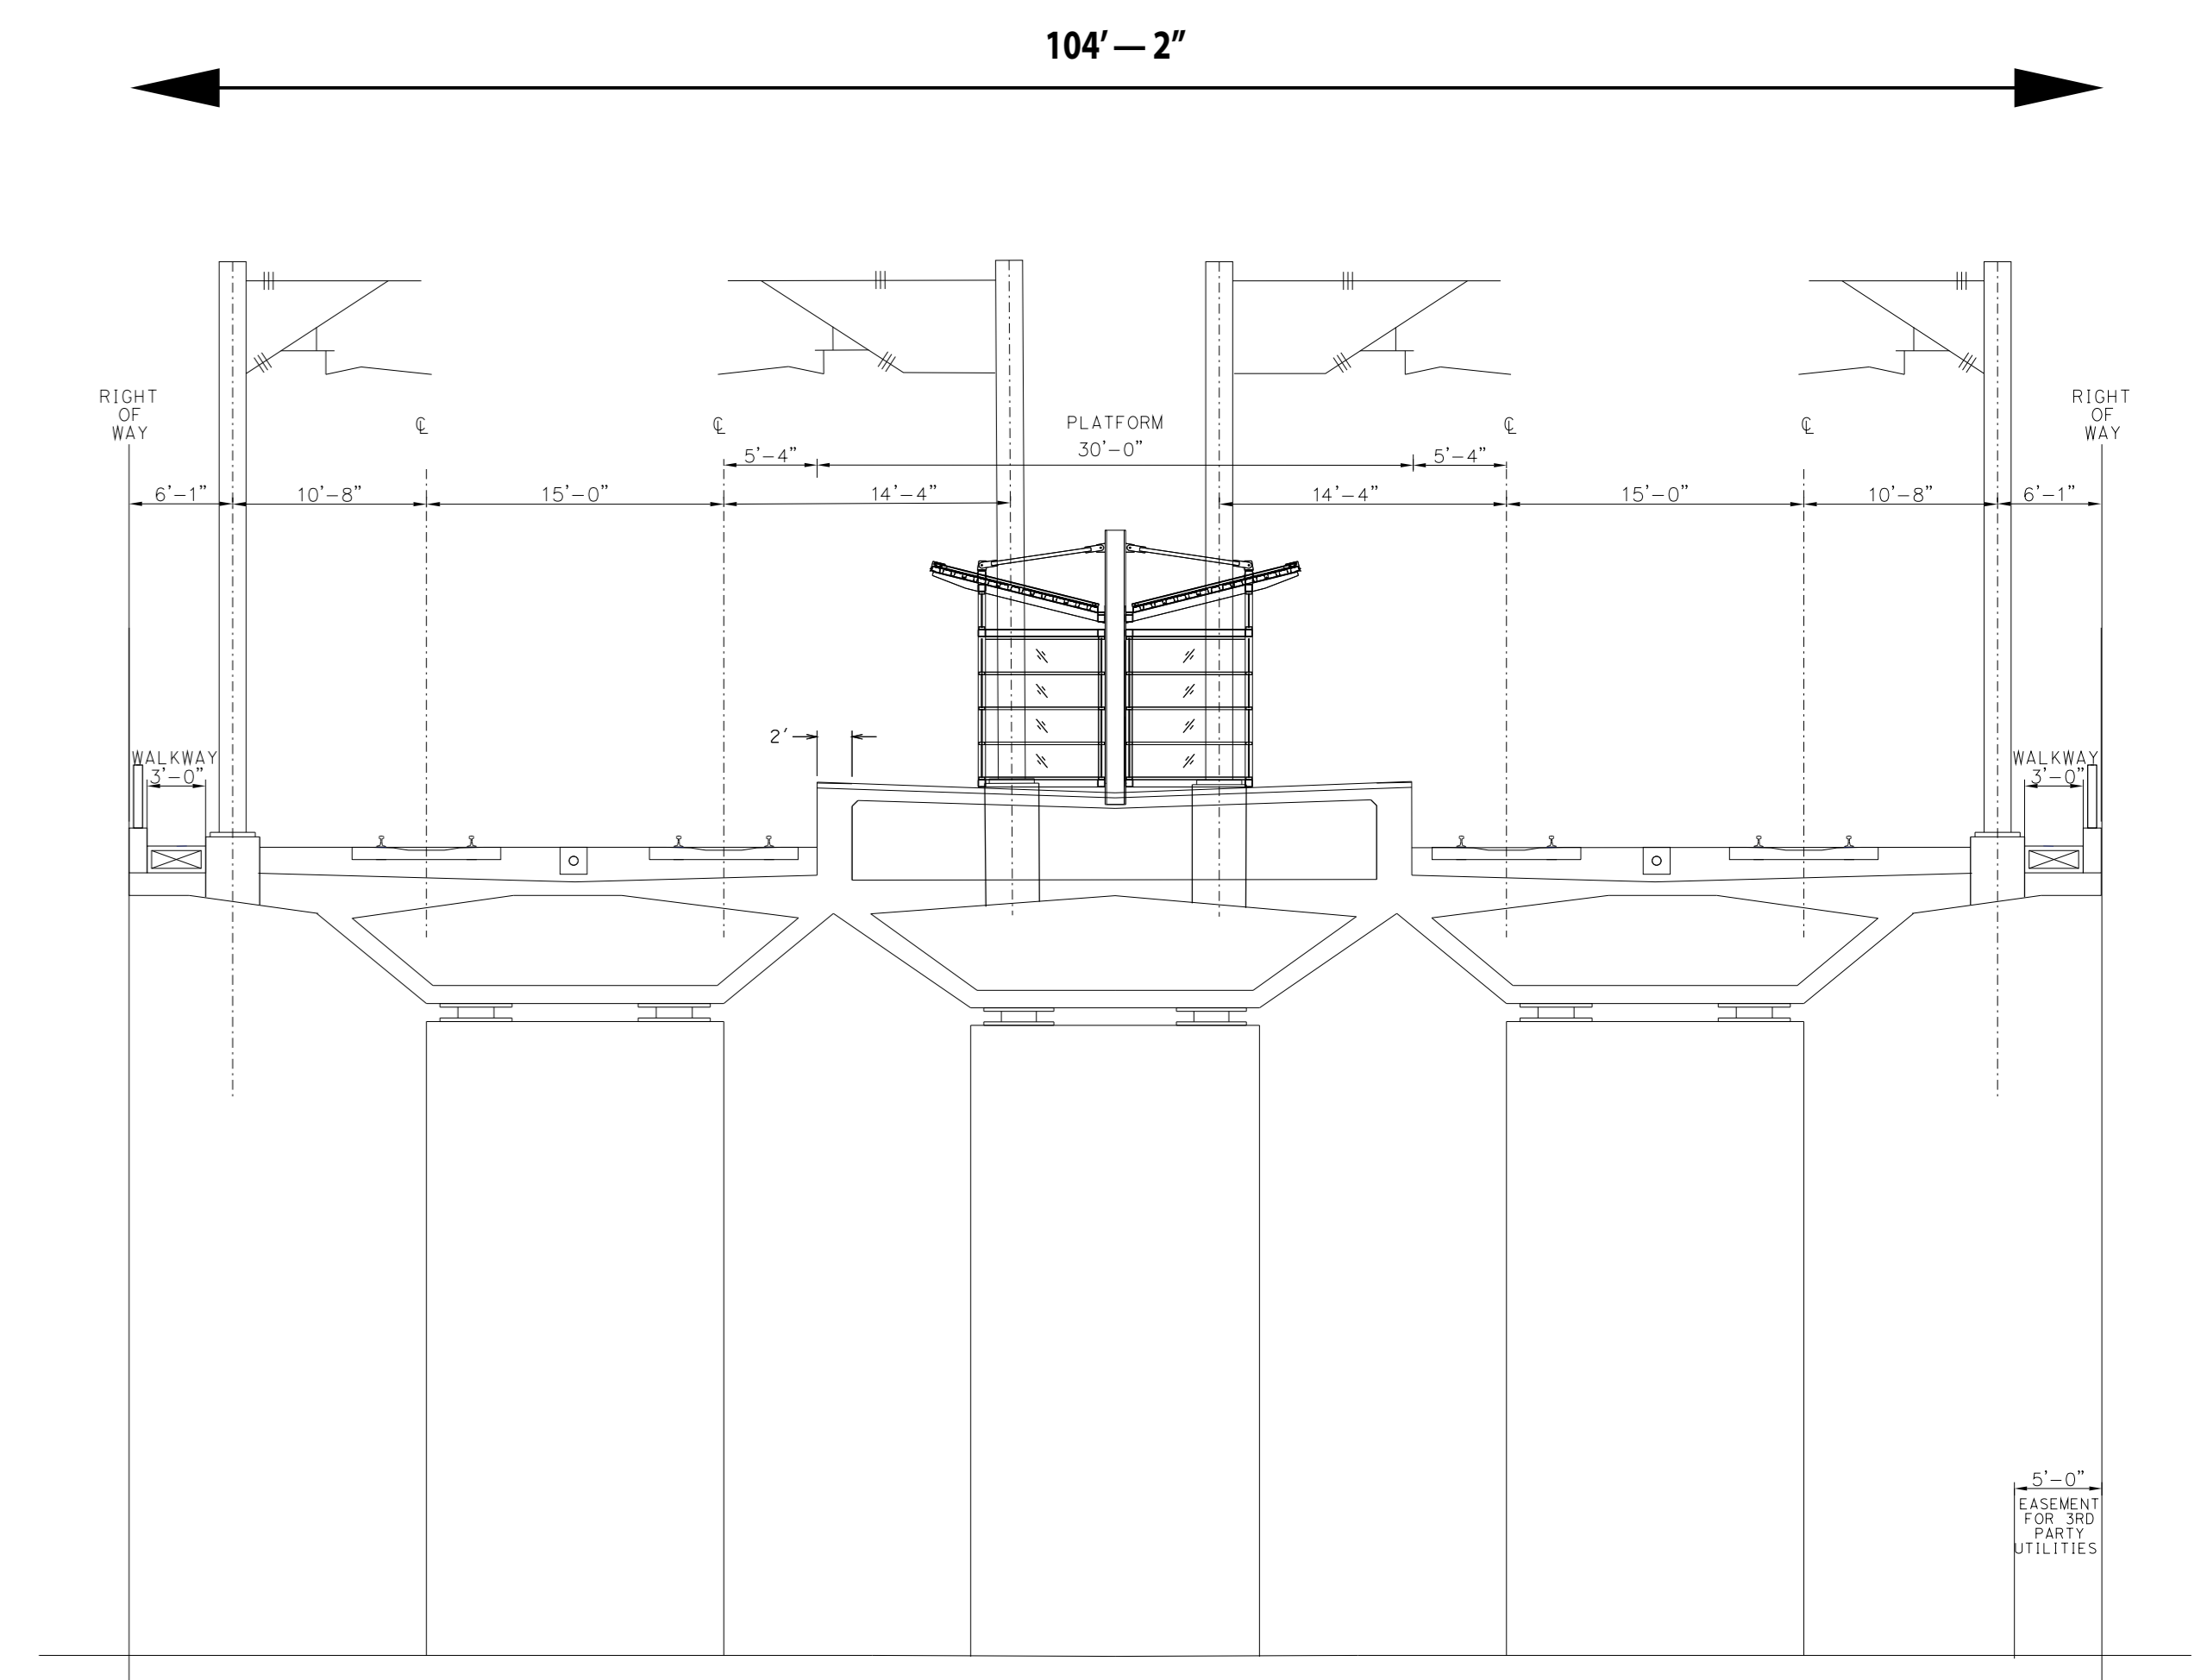 104’ — 2”
RIGHT
OF
WAY
RIGHT
OF
WAY
℄
℄
PLATFORM
30'–0"
℄
℄
5'–4"
5'–4"
6'–1"
10'–8"
15'–0"
14'–4"
14'–4"
15'–0"
10'–8"
6'–1"
2'
WALKWAY
3'–0"
WALKWAY
3'–0"
5'–0"
EASEMENT
FOR 3RD
PARTY
UTILITIES